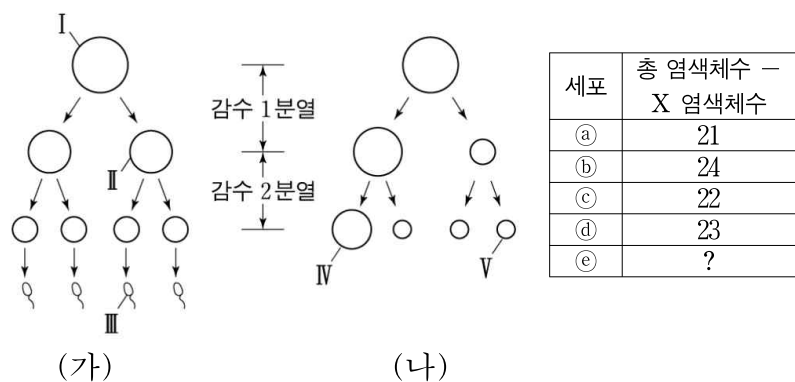 Ⅰ
감수 1분열
Ⅱ
감수 2분열
Ⅲ
Ⅳ
Ⅴ
(가)
(나)
세포
총 염색체수 －
X 염색체수
ⓐ 21
ⓑ 24
ⓒ 22
ⓓ 23
ⓔ ?